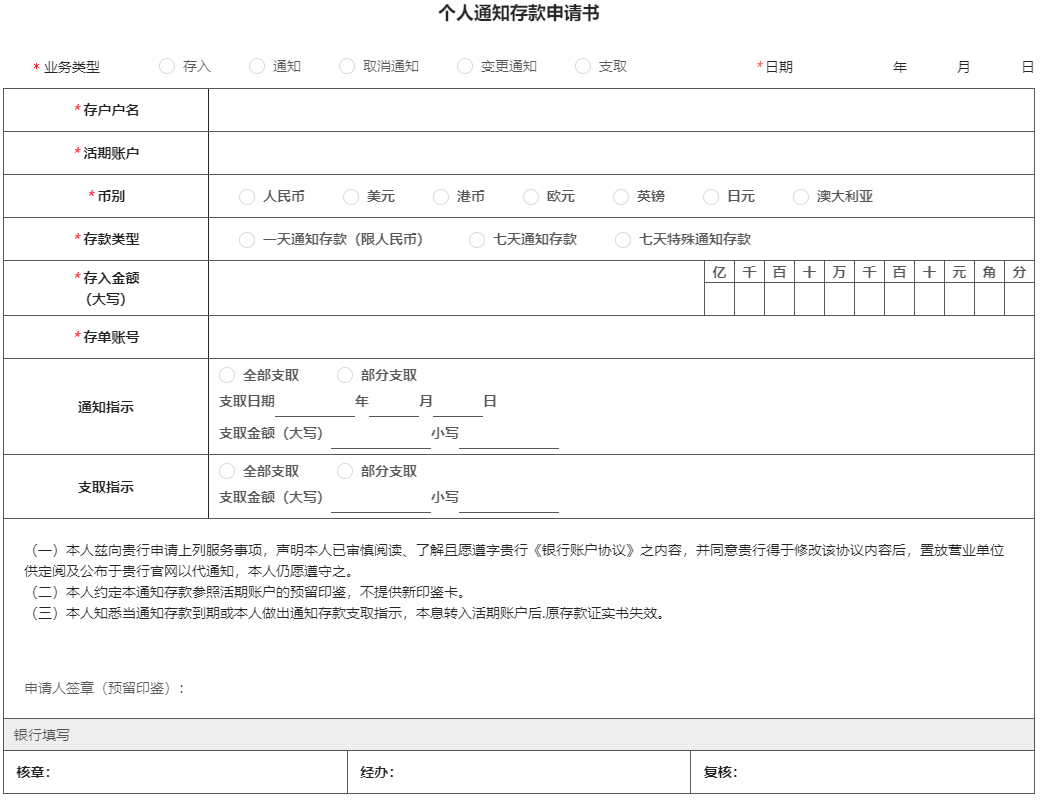 个人通知存款申请书
* 业务类型 存入 通知 取消通知 变更通知 支取 *日期 年 月 日
*存户户名
*活期账户
*币别 人民币 美元 港币 欧元 英镑 日元 澳大利亚
*存款类型 一天通知存款（限人民币） 七天通知存款 七天特殊通知存款
*存入金额
（大写）
亿 千 百 十 万 千 百 十 元 角 分
*存单账号
通知指示
全部支取 部分支取
支取日期 年 月 日
支取金额（大写） 小写
支取指示
全部支取 部分支取
支取金额（大写） 小写
（一）本人兹向贵行申请上列服务事项，声明本人已审慎阅读、了解且愿遵字贵行《银行账户协议》之内容，并同意贵行得于修改该协议内容后，置放营业单位
供定阅及公布于贵行官网以代通知，本人仍愿遵守之。
（二）本人约定本通知存款参照活期账户的预留印鉴，不提供新印鉴卡。
（三）本人知悉当通知存款到期或本人做出通知存款支取指示，本息转入活期账户后.原存款证实书失效。
申请人签章（预留印鉴）：
银行填写
核章： 经办： 复核：